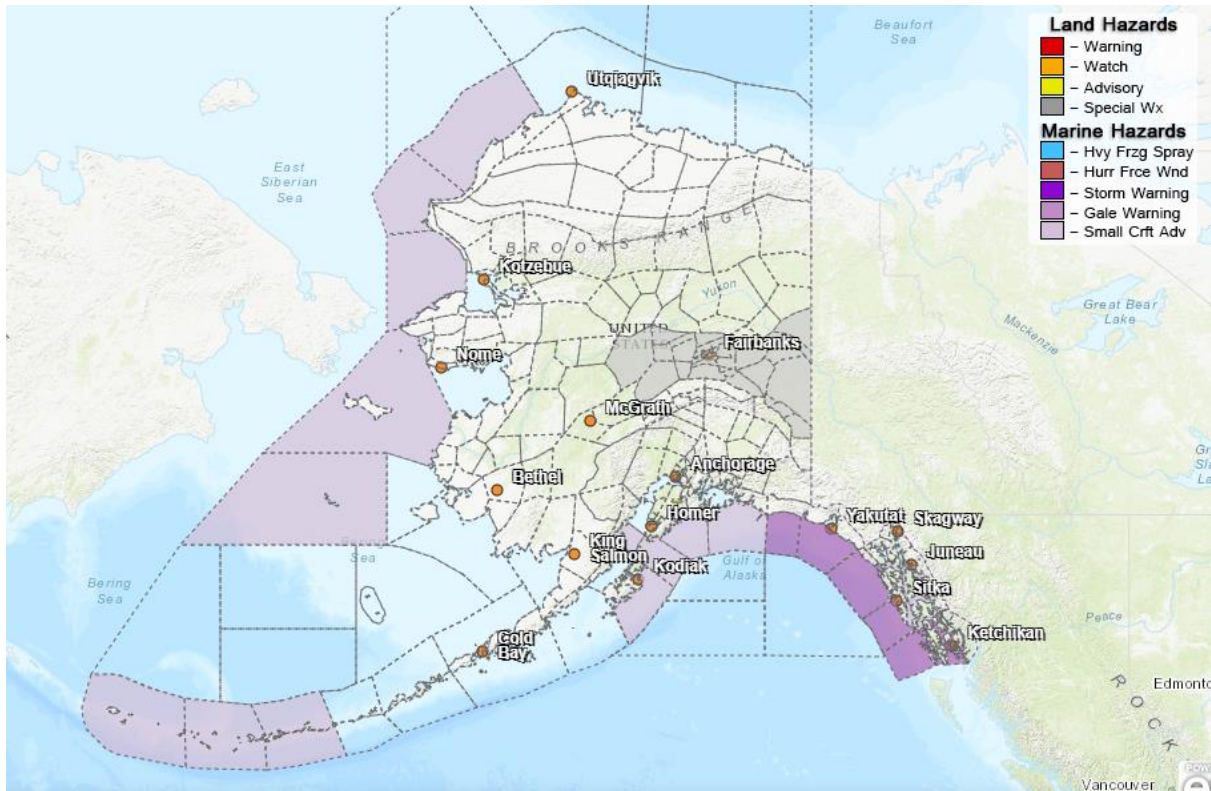 Land Hazards
– Warning
– Watch
– Advisory
– Special Wx
Marine Hazards
– Hvy Frzg Spray
– Hurr Frce Wnd
– Storm Warning
– Gale Warning
– Small Crft Adv
Beaufort
Sea
Utqiagvik
East
Siberian
Sea
BROOKS RANGE
Kotzebue
Yukon
Great Bear
Lake
Mackenzie
UNITED
STATES
Fairbanks
Nome
McGrath
Anchorage
Bethel
Homer
Yakutat
Skagway
King
Salmon
Sea
Kodiak
Gulf of
Alaska
Juneau
Bering
Sea
Sitka
Peace
Cold
Bay
Ketchikan
Edmonto
ROCK
Vancouver